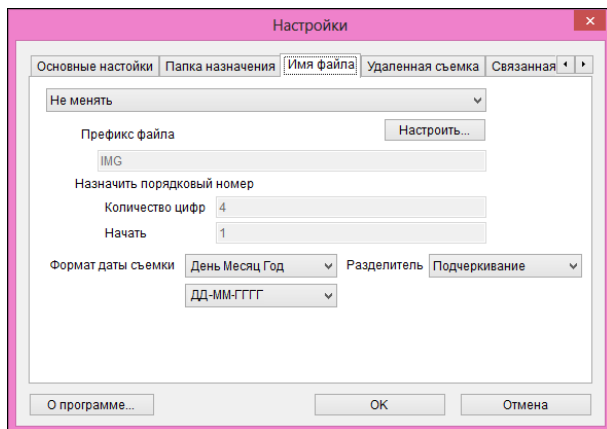 Настройки
Основные настойки Папка назначения Имя файла Удаленная съемка Связанная
Не менять
Префикс файла Настроить...
IMG
Назначить порядковый номер
Количество цифр 4
Начать 1
Формат даты съемки День Месяц Год Разделитель Подчеркивание
ДД-ММ-ГГГГ
О программе... OK Отмена